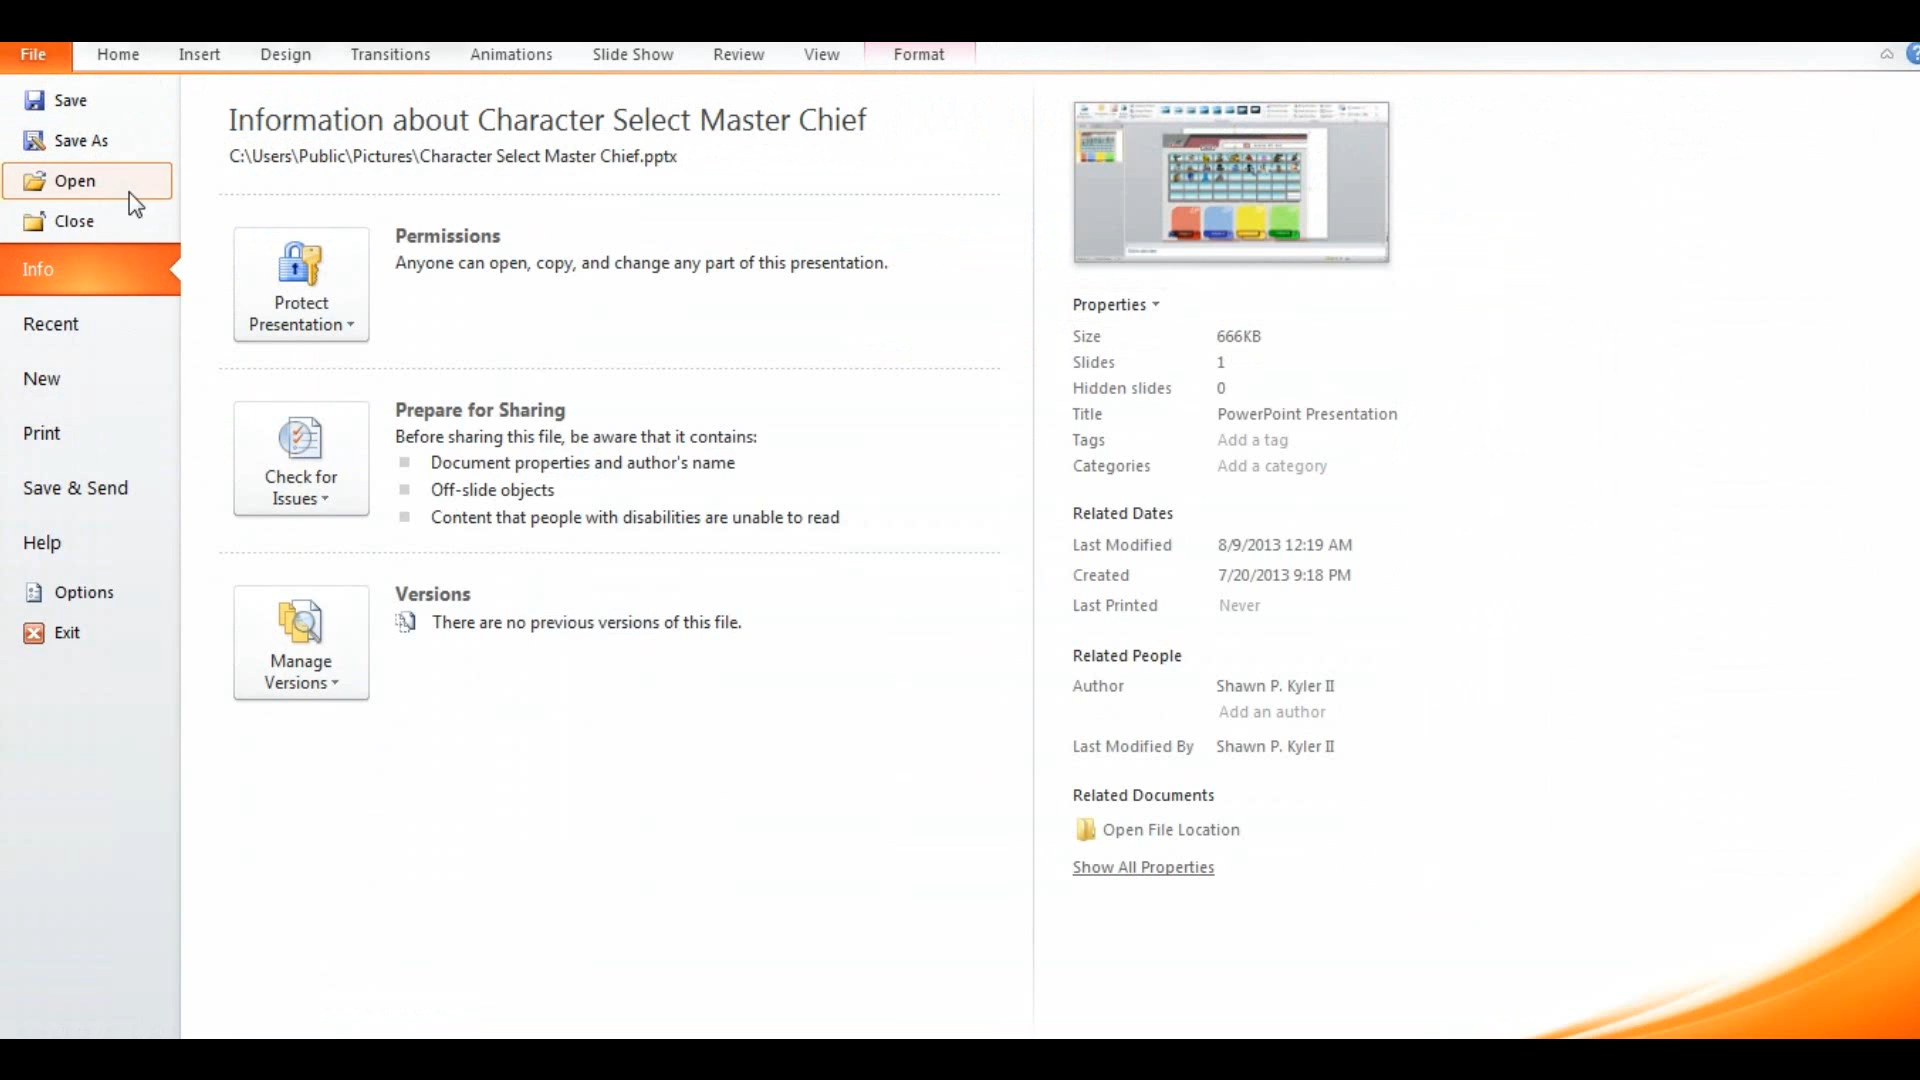 File Home Insert Design Transitions Animations Slide Show Review View Format
Save
Save As
Open
Close
Info
Recent
New
Print
Save & Send
Help
Options
Exit
Information about Character Select Master Chief
C:\Users\Public\Pictures\Character Select Master Chief.pptx
Protect
Presentation
Permissions
Anyone can open, copy, and change any part of this presentation.
Check for
Issues
Prepare for Sharing
Before sharing this file, be aware that it contains:
Document properties and author's name
Off-slide objects
Content that people with disabilities are unable to read
Manage
Versions
Versions
There are no previous versions of this file.
Properties
Size 666KB
Slides 1
Hidden slides 0
Title PowerPoint Presentation
Tags Add a tag
Categories Add a category
Related Dates
Last Modified 8/9/2013 12:19 AM
Created 7/20/2013 9:18 PM
Last Printed Never
Related People
Author Shawn P. Kyler II
Add an author
Last Modified By Shawn P. Kyler II
Related Documents
Open File Location
Show All Properties